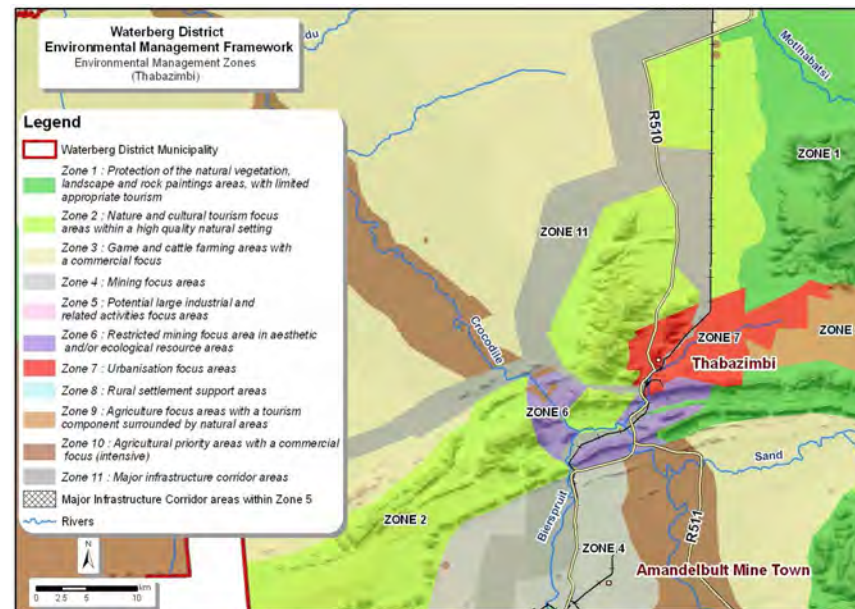 Waterberg District
Environmental Management Framework
Environmental Management Zones
(Thabazimbi)
Legend
Waterberg District Municipality
Zone 1 : Protection of the natural vegetation,
landscape and rock paintings areas, with limited
appropriate tourism
Zone 2 : Nature and cultural tourism focus
areas within a high quality natural setting
Zone 3 : Game and cattle farming areas with
a commercial focus
Zone 4 : Mining focus areas
Zone 5 : Potential large industrial and
related activities focus areas
Zone 6 : Restricted mining focus area in aesthetic
and/or ecological resource areas
Zone 7 : Urbanisation focus areas
Zone 8 : Rural settlement support areas
Zone 9 : Agriculture focus areas with a tourism
component surrounded by natural areas
Zone 10 : Agricultural priority areas with a commercial
focus (intensive)
Zone 11 : Major infrastructure corridor areas
Major Infrastructure Corridor areas within Zone 5
Rivers
N
km
0 2.5 5 10
du
Motlhabatsi
R510
ZONE 1
ZONE 11
Crocodile
ZONE 7
ZONE
Thabazimbi
ZONE 6
Sand
ZONE 2
Bierspruit
R511
ZONE 4
Amandelbult Mine Town